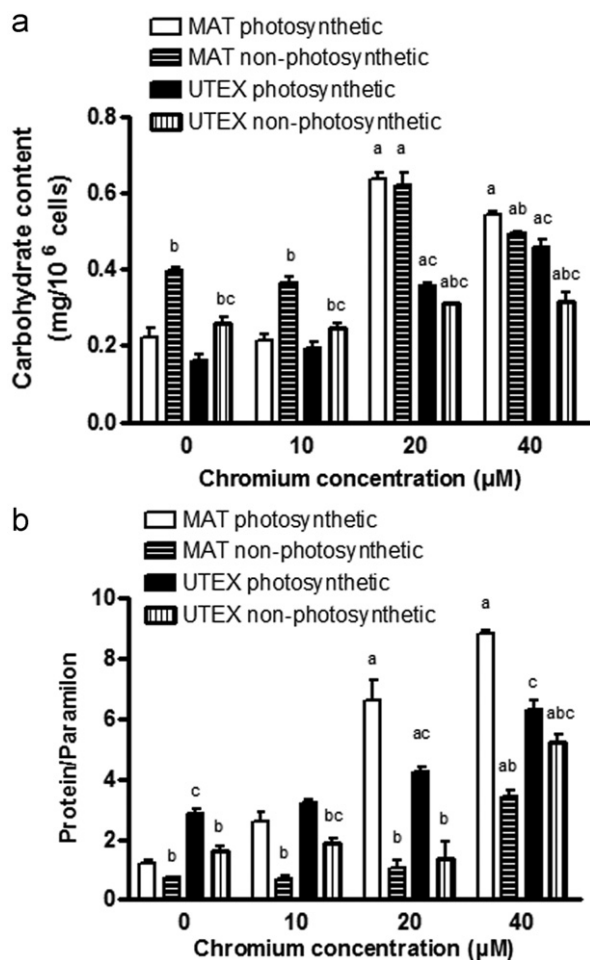 a
MAT photosynthetic
MAT non-photosynthetic
UTEX photosynthetic
UTEX non-photosynthetic
Carbohydrate content
(mg/10⁶ cells)
0.8
0.6
0.4
0.2
0.0
b
bc
b
bc
a
a
ac
abc
a
ab
ac
abc
0
10
20
40
Chromium concentration (µM)
b
MAT photosynthetic
MAT non-photosynthetic
UTEX photosynthetic
UTEX non-photosynthetic
Protein/Paramilon
10
8
6
4
2
0
b
c
b
b
bc
a
b
ac
b
a
ab
c
abc
0
10
20
40
Chromium concentration (µM)